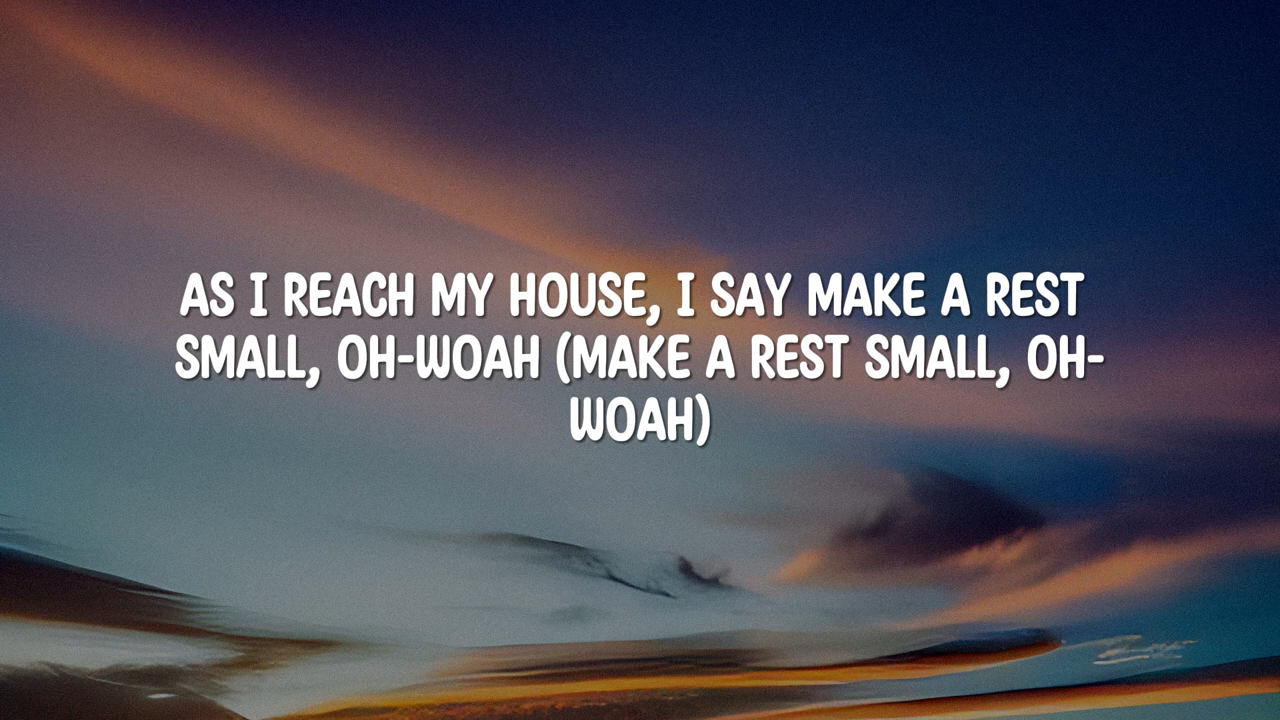 AS I REACH MY HOUSE, I SAY MAKE A REST
SMALL, OH-WOAH (MAKE A REST SMALL, OH-
WOAH)